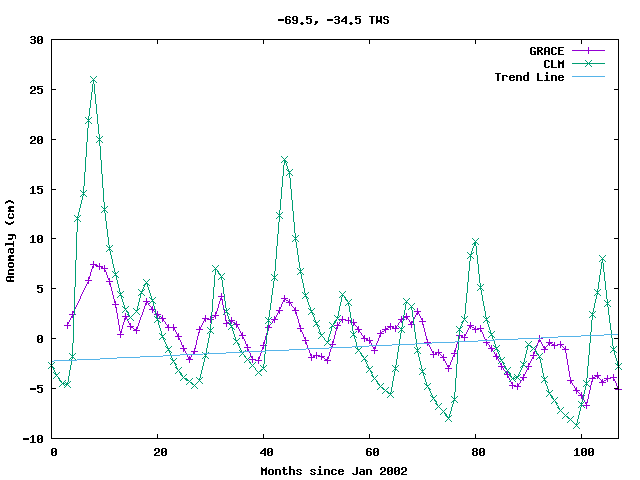 -69.5, -34.5 TWS
GRACE
CLM
Trend Line
30
25
20
15
10
5
0
-5
-10
Anomaly (cm)
0 20 40 60 80 100
Months since Jan 2002